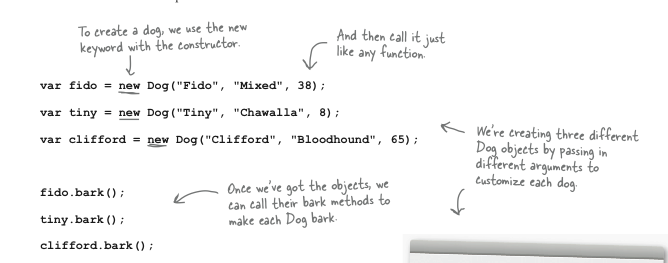 To create a dog, we use the new
keyword with the constructor.
And then call it just
like any function.
var fido = new Dog("Fido", "Mixed", 38);
var tiny = new Dog("Tiny", "Chawalla", 8);
var clifford = new Dog("Clifford", "Bloodhound", 65);
We're creating three different
Dog objects by passing in
different arguments to
customize each dog.
fido.bark();
tiny.bark();
clifford.bark();
Once we've got the objects, we
can call their bark methods to
make each Dog bark.